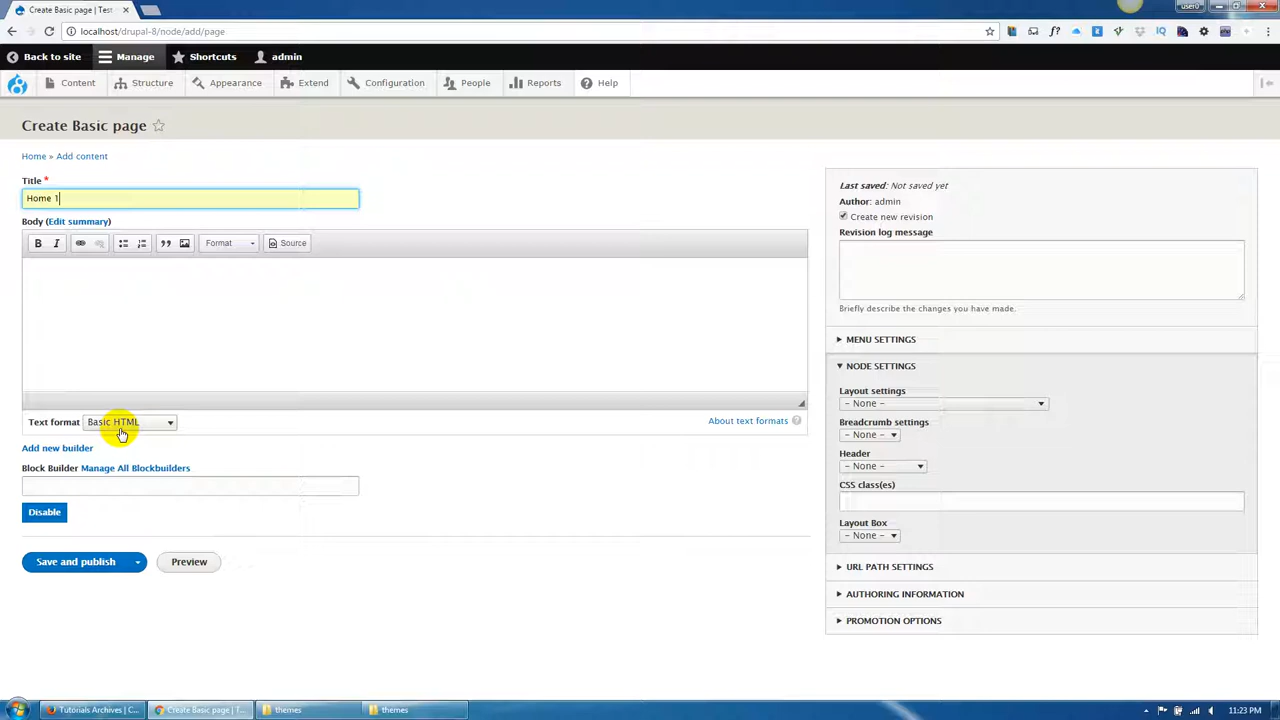 Create Basic page | Test
user0
localhost/drupal-8/node/add/page
f?
IQ
Back to site Manage Shortcuts admin
Content Structure Appearance Extend Configuration People Reports Help
Create Basic page
Home » Add content
Title *
Home 1
Body (Edit summary)
B I Format Source
Text format Basic HTML About text formats ?
Add new builder
Block Builder Manage All Blockbuilders
Disable
Save and publish Preview
Last saved: Not saved yet
Author: admin
Create new revision
Revision log message
Briefly describe the changes you have made.
MENU SETTINGS
NODE SETTINGS
Layout settings
- None -
Breadcrumb settings
- None -
Header
- None -
CSS class(es)
Layout Box
- None -
URL PATH SETTINGS
AUTHORING INFORMATION
PROMOTION OPTIONS
Tutorials Archives | C... Create Basic page | T... themes themes 11:23 PM